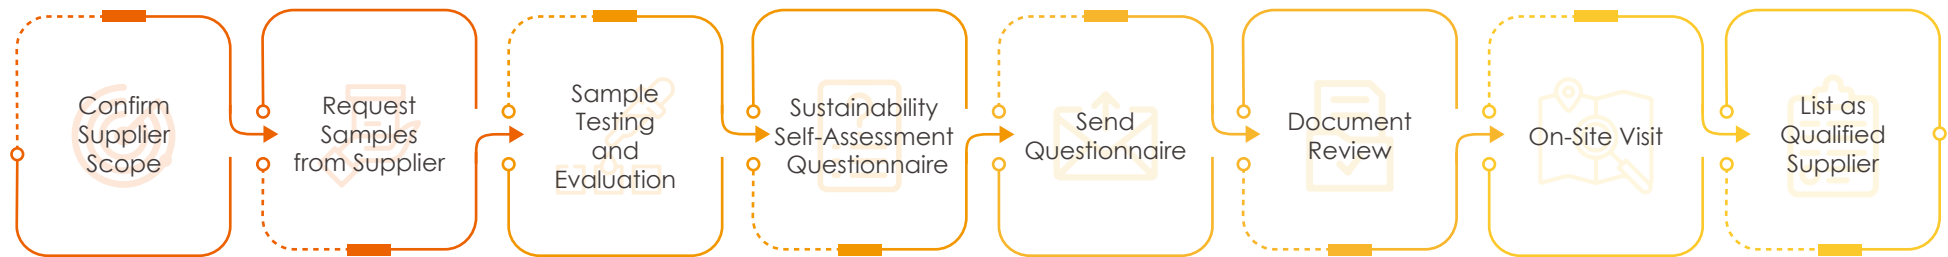 Confirm
Supplier
Scope
Request
Samples
from Supplier
Sample
Testing
and
Evaluation
Sustainability
Self-Assessment
Questionnaire
Send
Questionnaire
Document
Review
On-Site Visit
List as
Qualified
Supplier